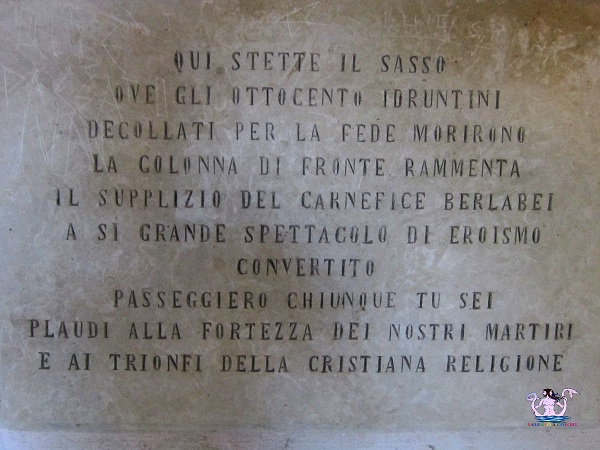 QUI STETTE IL SASSO
OVE GLI OTTOCENTO IDRUNTINI
DECOLLATI PER LA FEDE MORIRONO
LA COLONNA DI FRONTE RAMMENTA
IL SUPPLIZIO DEL CARNEFICE BERLABEI
A SI GRANDE SPETTACOLO DI EROISMO
CONVERTITO
PASSEGGIERO CHIUNQUE TU SEI
PLAUDI ALLA FORTEZZA DEI NOSTRI MARTIRI
E AI TRIONFI DELLA CRISTIANA RELIGIONE